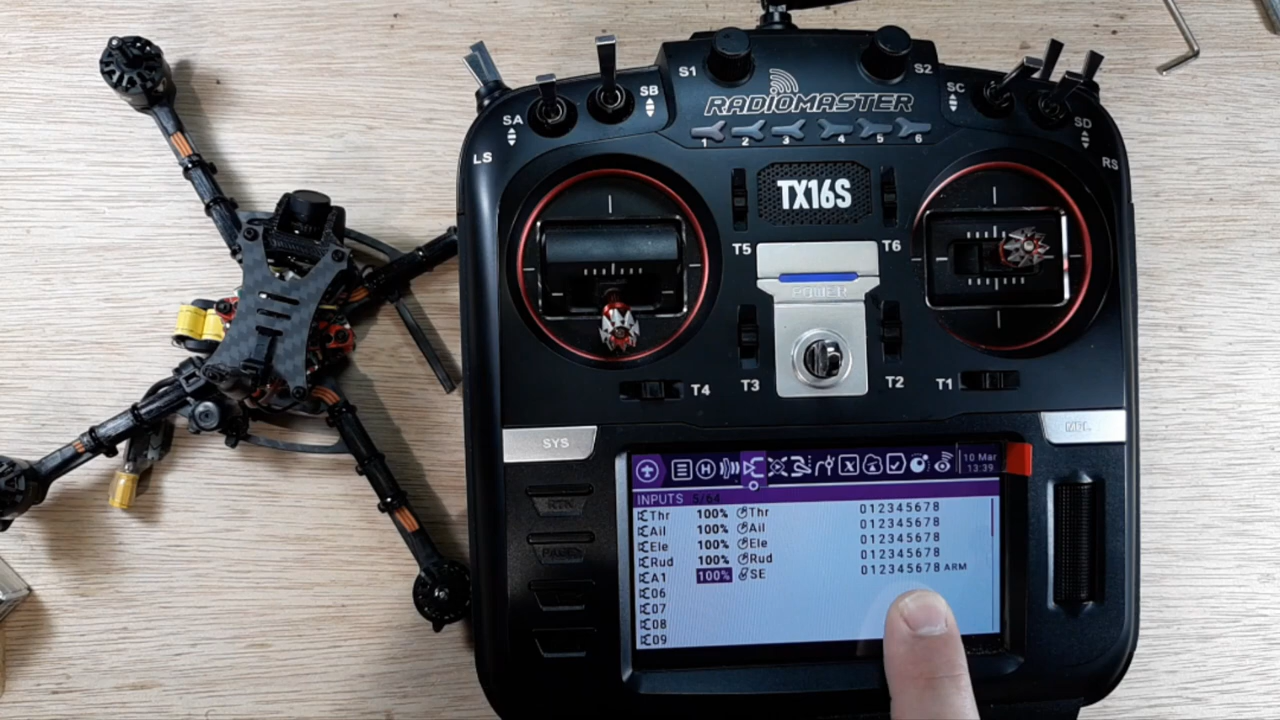 S1
S2
SB
SC
SA
SD
LS
RS
RADIOMASTER
1 2 3 4 5 6
TX16S
T5
T6
POWER
T4
T3
T2
T1
SYS
10 Mar
13:39
INPUTS 5/64
Thr 100% Thr 012345678
Ail 100% Ail 012345678
Ele 100% Ele 012345678
Rud 100% Rud 012345678
A1 100% SE 012345678 ARM
06
07
08
09
RTN